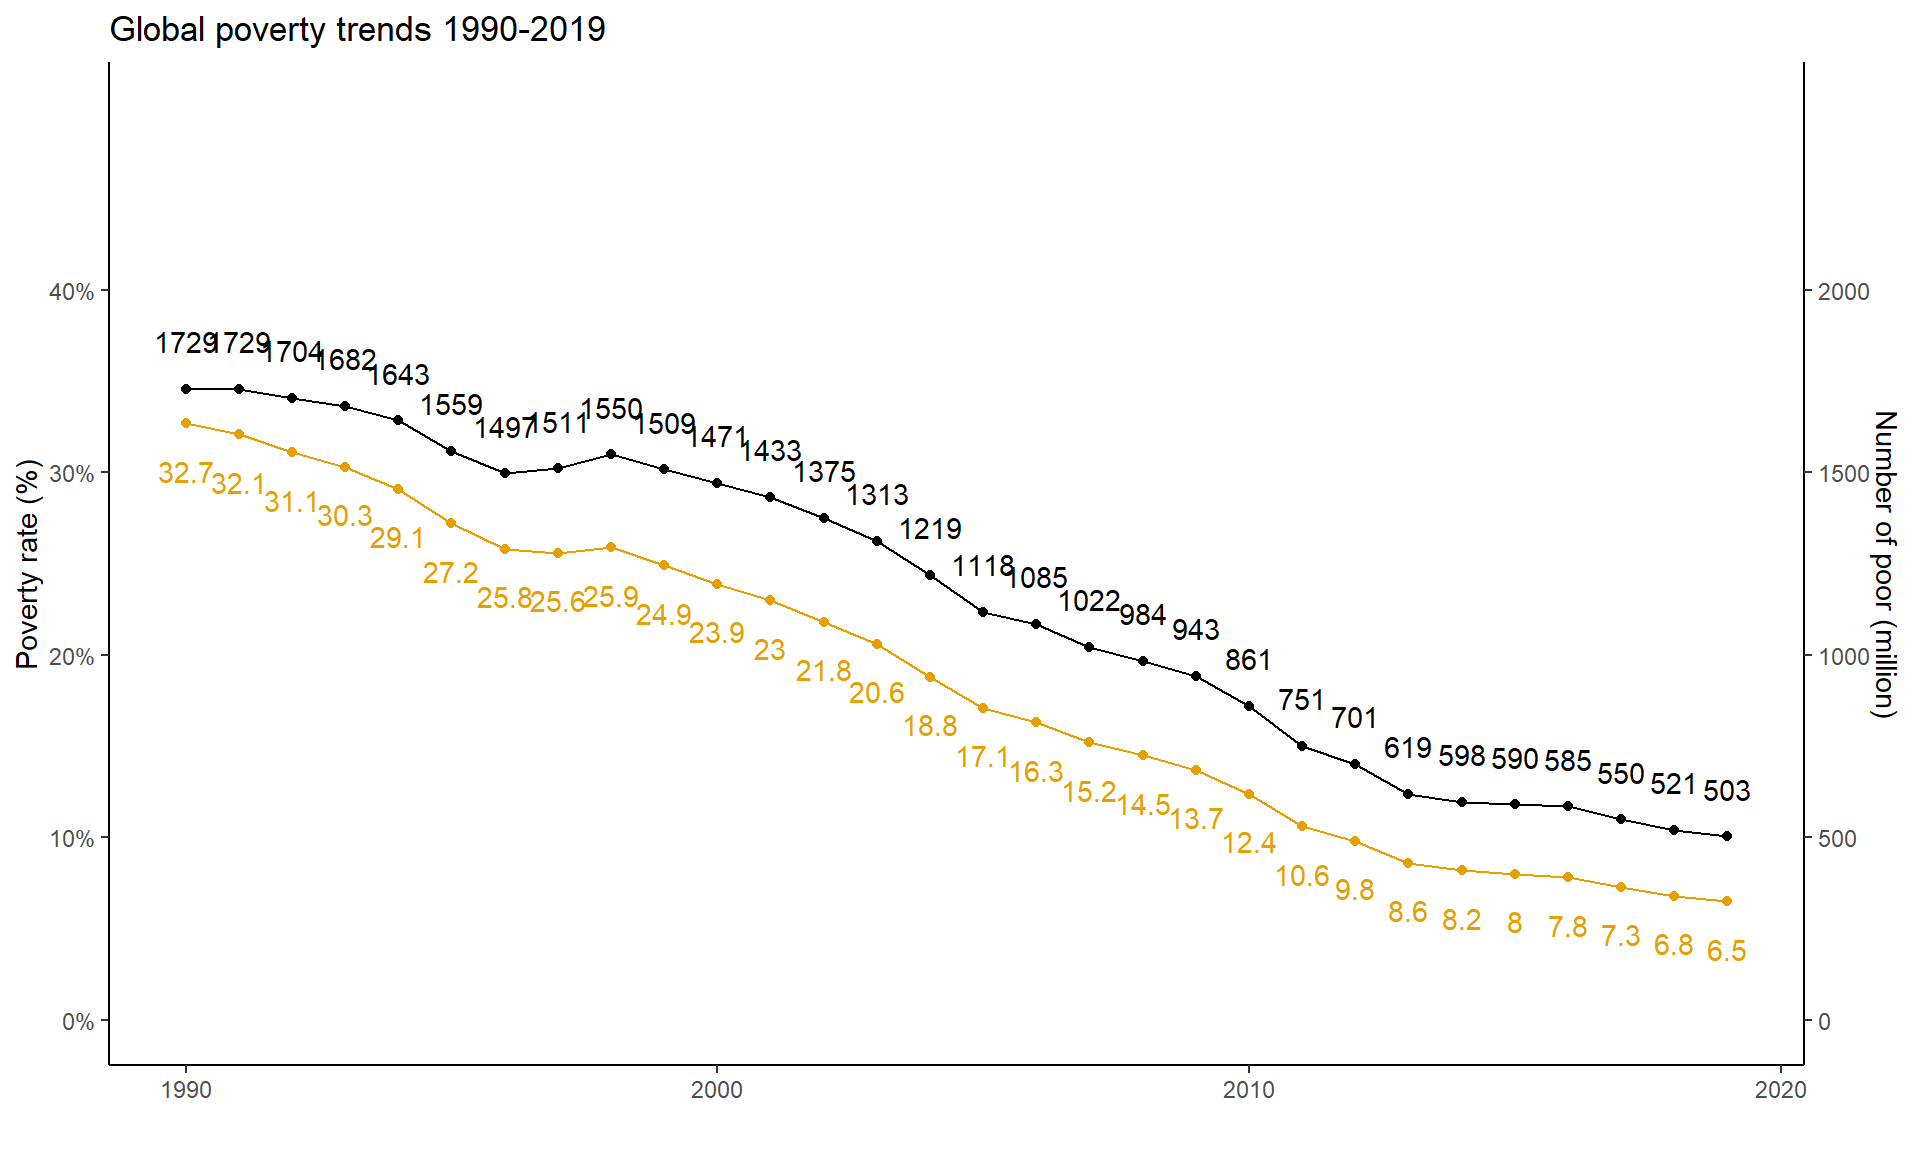 Global poverty trends 1990-2019
40%
30%
20%
10%
0%
Poverty rate (%)
1729 1729 1704 1682 1643 1559 1497 1511 1550 1509 1471 1433 1375 1313 1219 1118 1085 1022 984 943 861 751 701 619 598 590 585 550 521 503
32.7 32.1 31.1 30.3 29.1 27.2 25.8 25.6 25.9 24.9 23.9 23 21.8 20.6 18.8 17.1 16.3 15.2 14.5 13.7 12.4 10.6 9.8 8.6 8.2 8 7.8 7.3 6.8 6.5
2000
1500
1000
500
0
Number of poor (million)
1990 2000 2010 2020